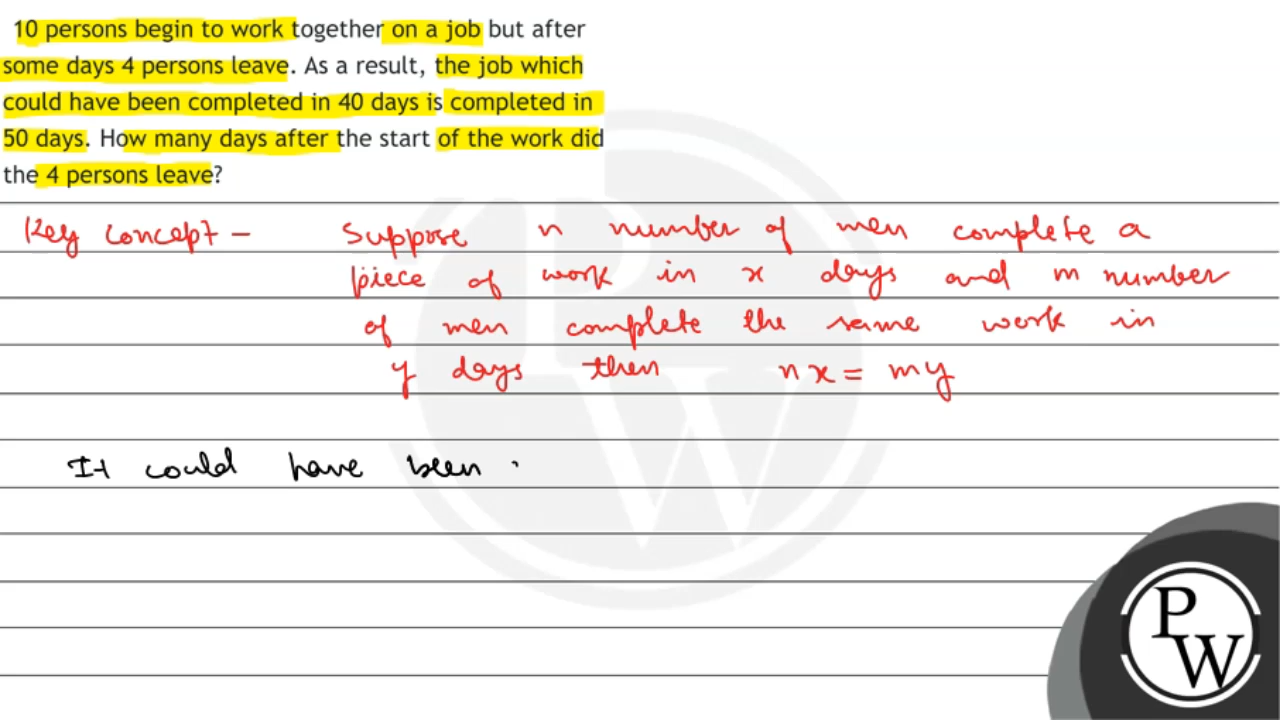 10 persons begin to work together on a job but after
some days 4 persons leave. As a result, the job which
could have been completed in 40 days is completed in
50 days. How many days after the start of the work did
the 4 persons leave?
Key concept - Suppose n number of men complete a
piece of work in x days and m number
of men complete the same work in
y days then nx = my
It could have been
P
W